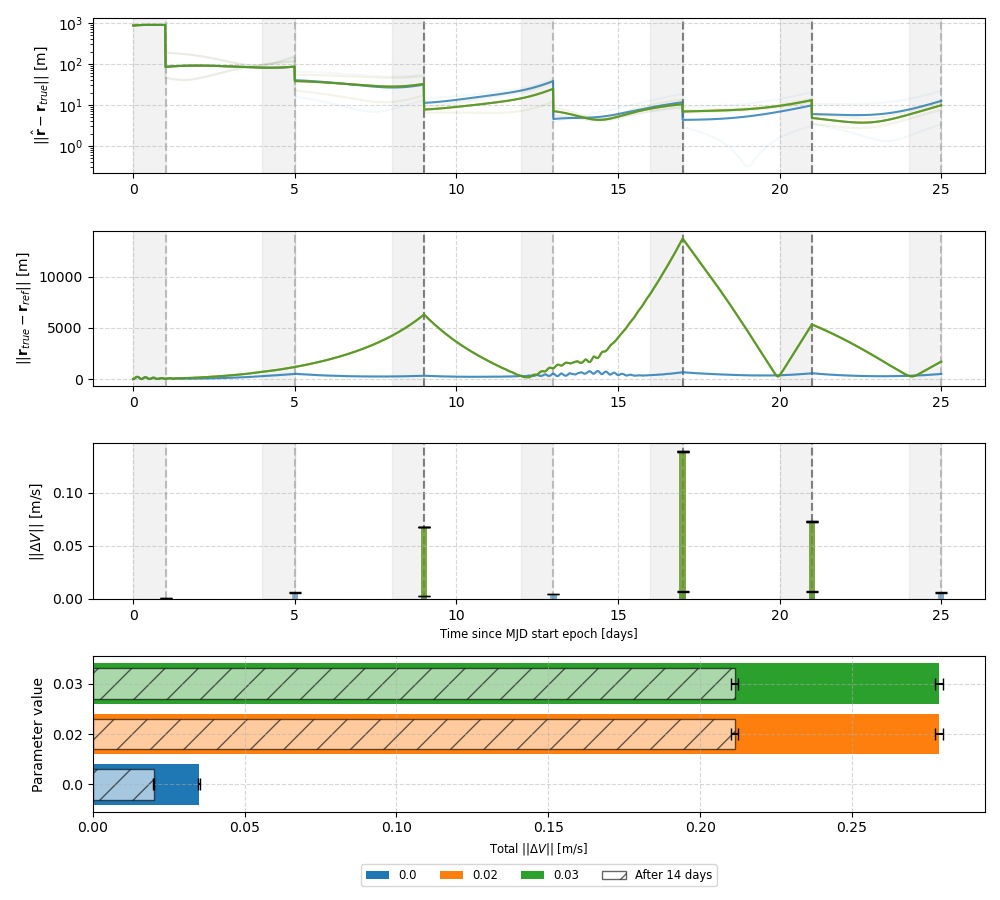 10³
10²
10¹
10⁰
||r̂ − r_true|| [m]
0 5 10 15 20 25
10000
5000
0
||r_true − r_ref|| [m]
0 5 10 15 20 25
0.10
0.05
0.00
||ΔV|| [m/s]
0 5 10 15 20 25
Time since MJD start epoch [days]
0.03
0.02
0.0
Parameter value
0.00 0.05 0.10 0.15 0.20 0.25
Total ||ΔV|| [m/s]
0.0 0.02 0.03 After 14 days